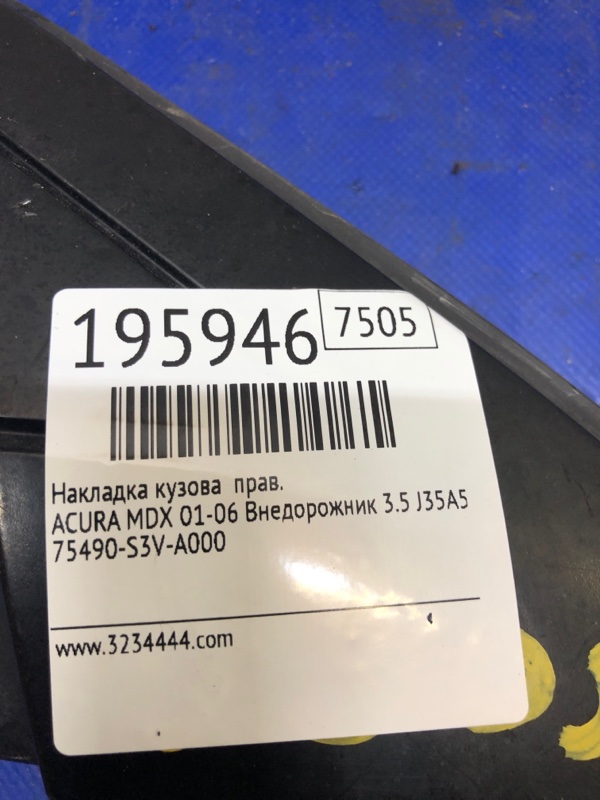 195946
7505
Накладка кузова прав.
ACURA MDX 01-06 Внедорожник 3.5 J35A5
75490-S3V-A000
www.3234444.com